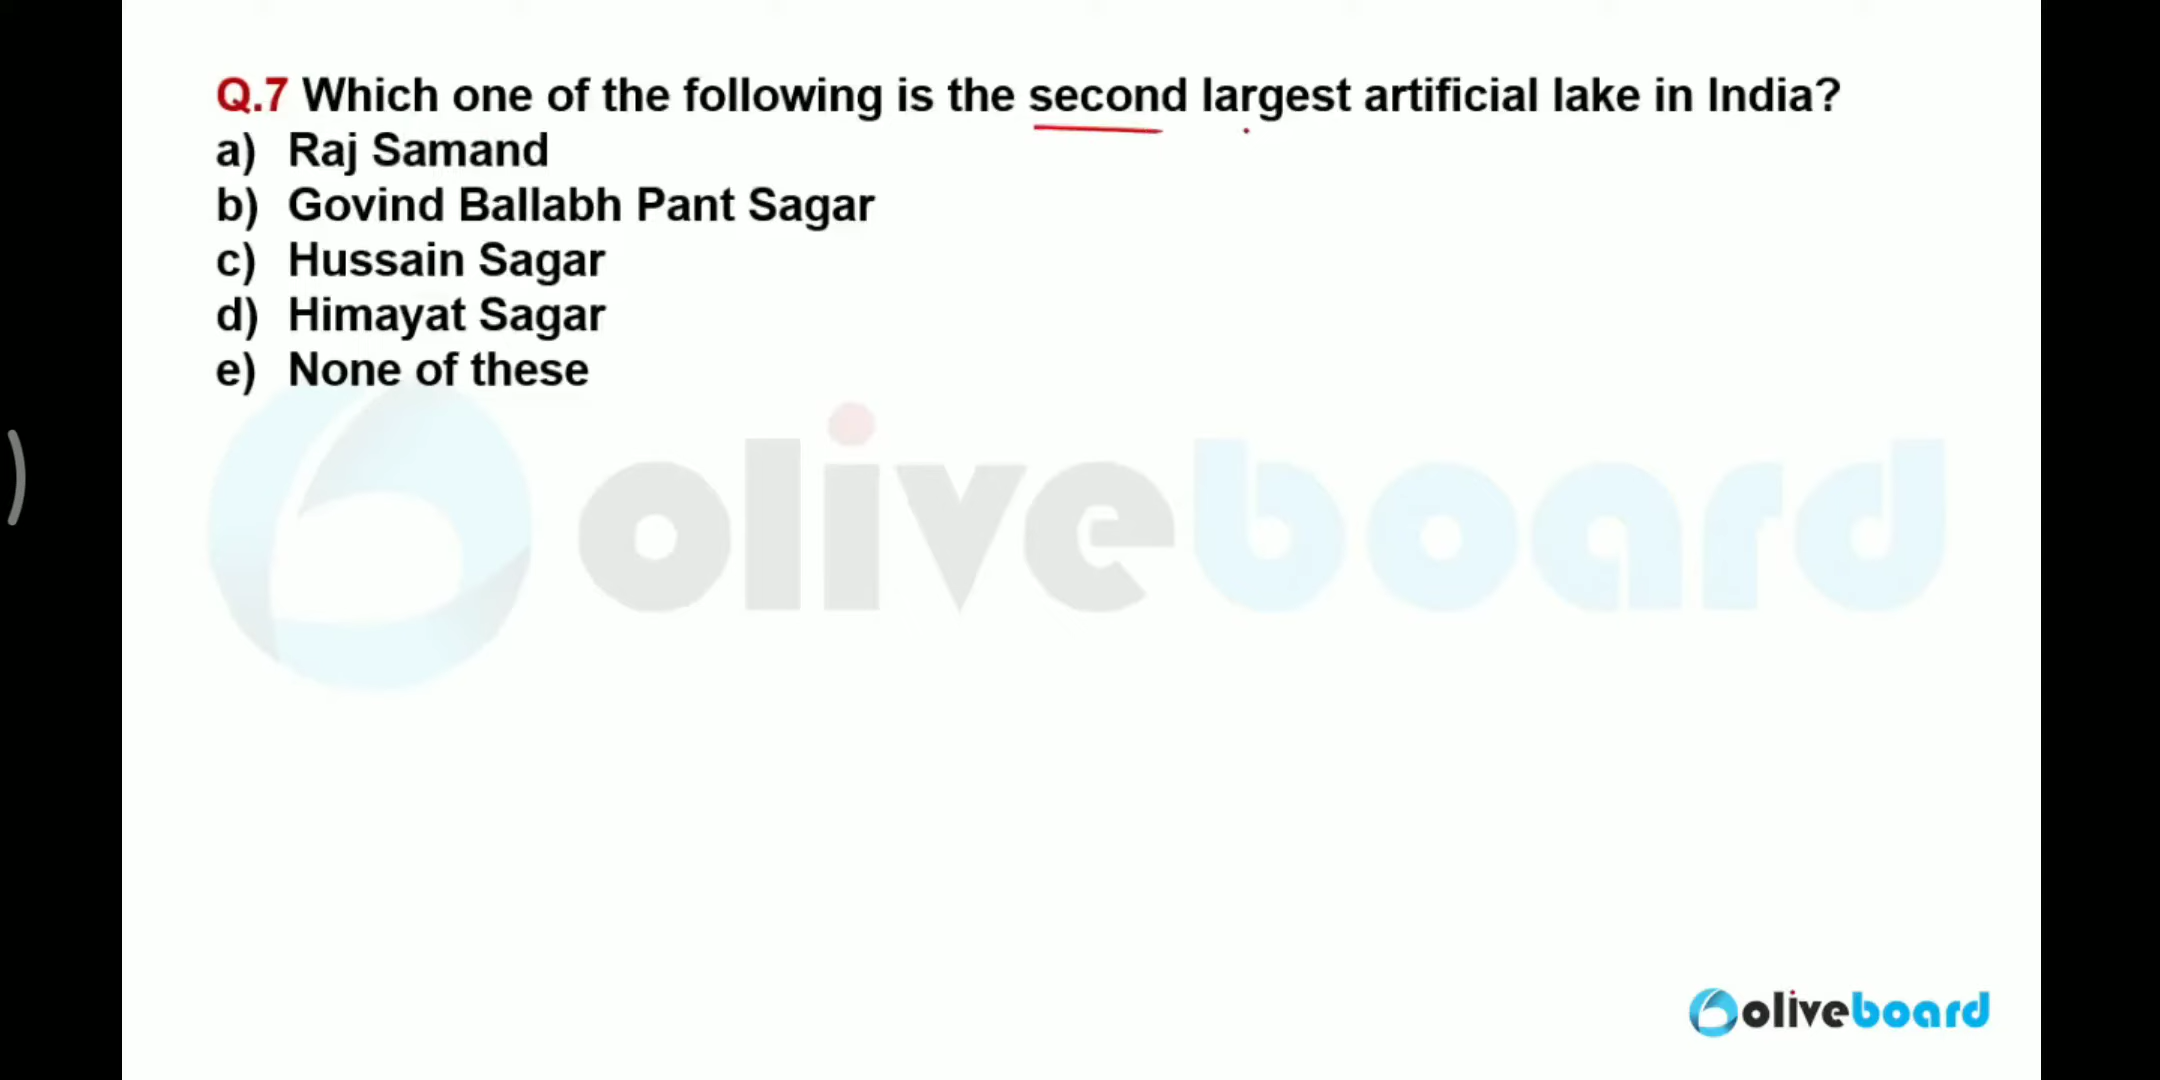 Q.7 Which one of the following is the second largest artificial lake in India?
a) Raj Samand
b) Govind Ballabh Pant Sagar
c) Hussain Sagar
d) Himayat Sagar
e) None of these
oliveboard
oliveboard